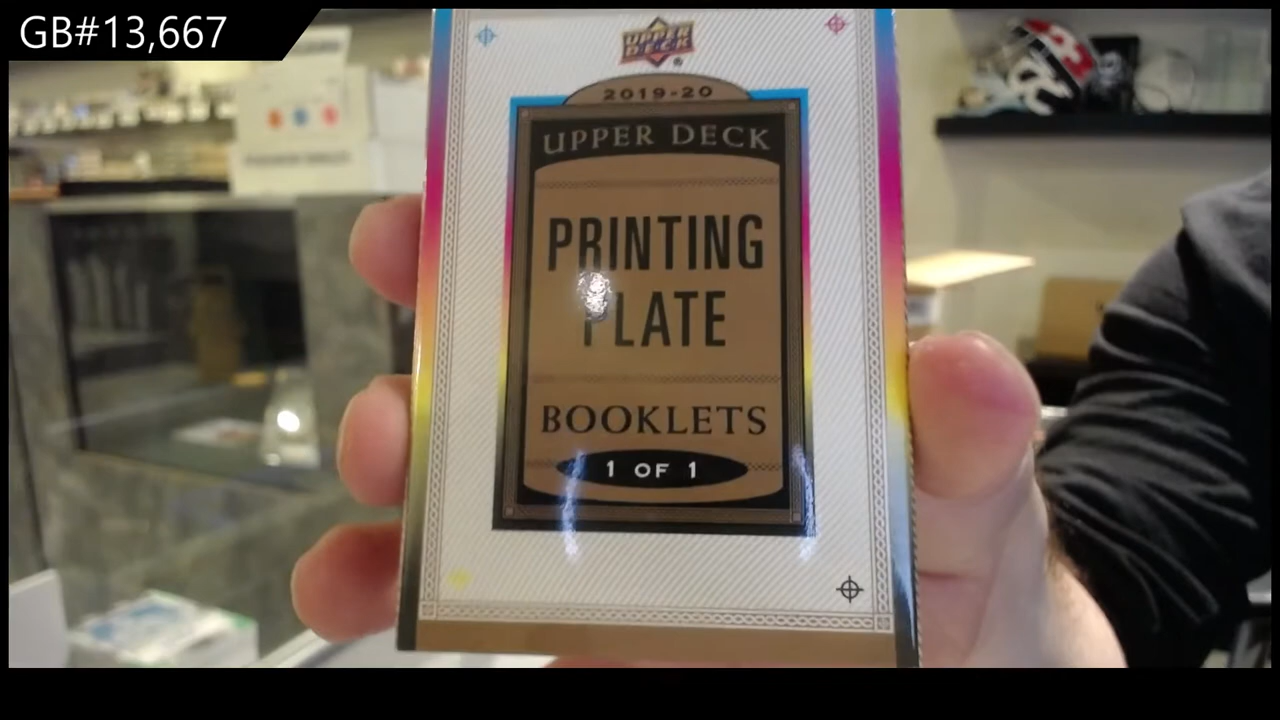 GB#13,667
UPPER DECK
2019-20
UPPER DECK
PRINTING
PLATE
BOOKLETS
1 OF 1